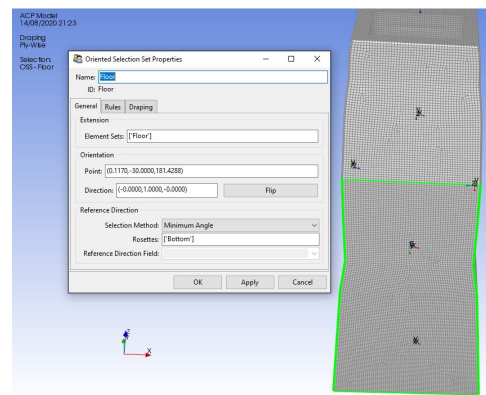 ACP Model
14/08/2020 21:23
Draping
Ply-Wise
Selection:
OSS - Floor
Oriented Selection Set Properties
Name: Floor
ID: Floor
General Rules Draping
Extension
Element Sets: ['Floor']
Orientation
Point: (0.1170,-30.0000,181.4288)
Direction: (-0.0000,1.0000,-0.0000) Flip
Reference Direction
Selection Method: Minimum Angle
Rosettes: ['Bottom']
Reference Direction Field:
OK Apply Cancel
X